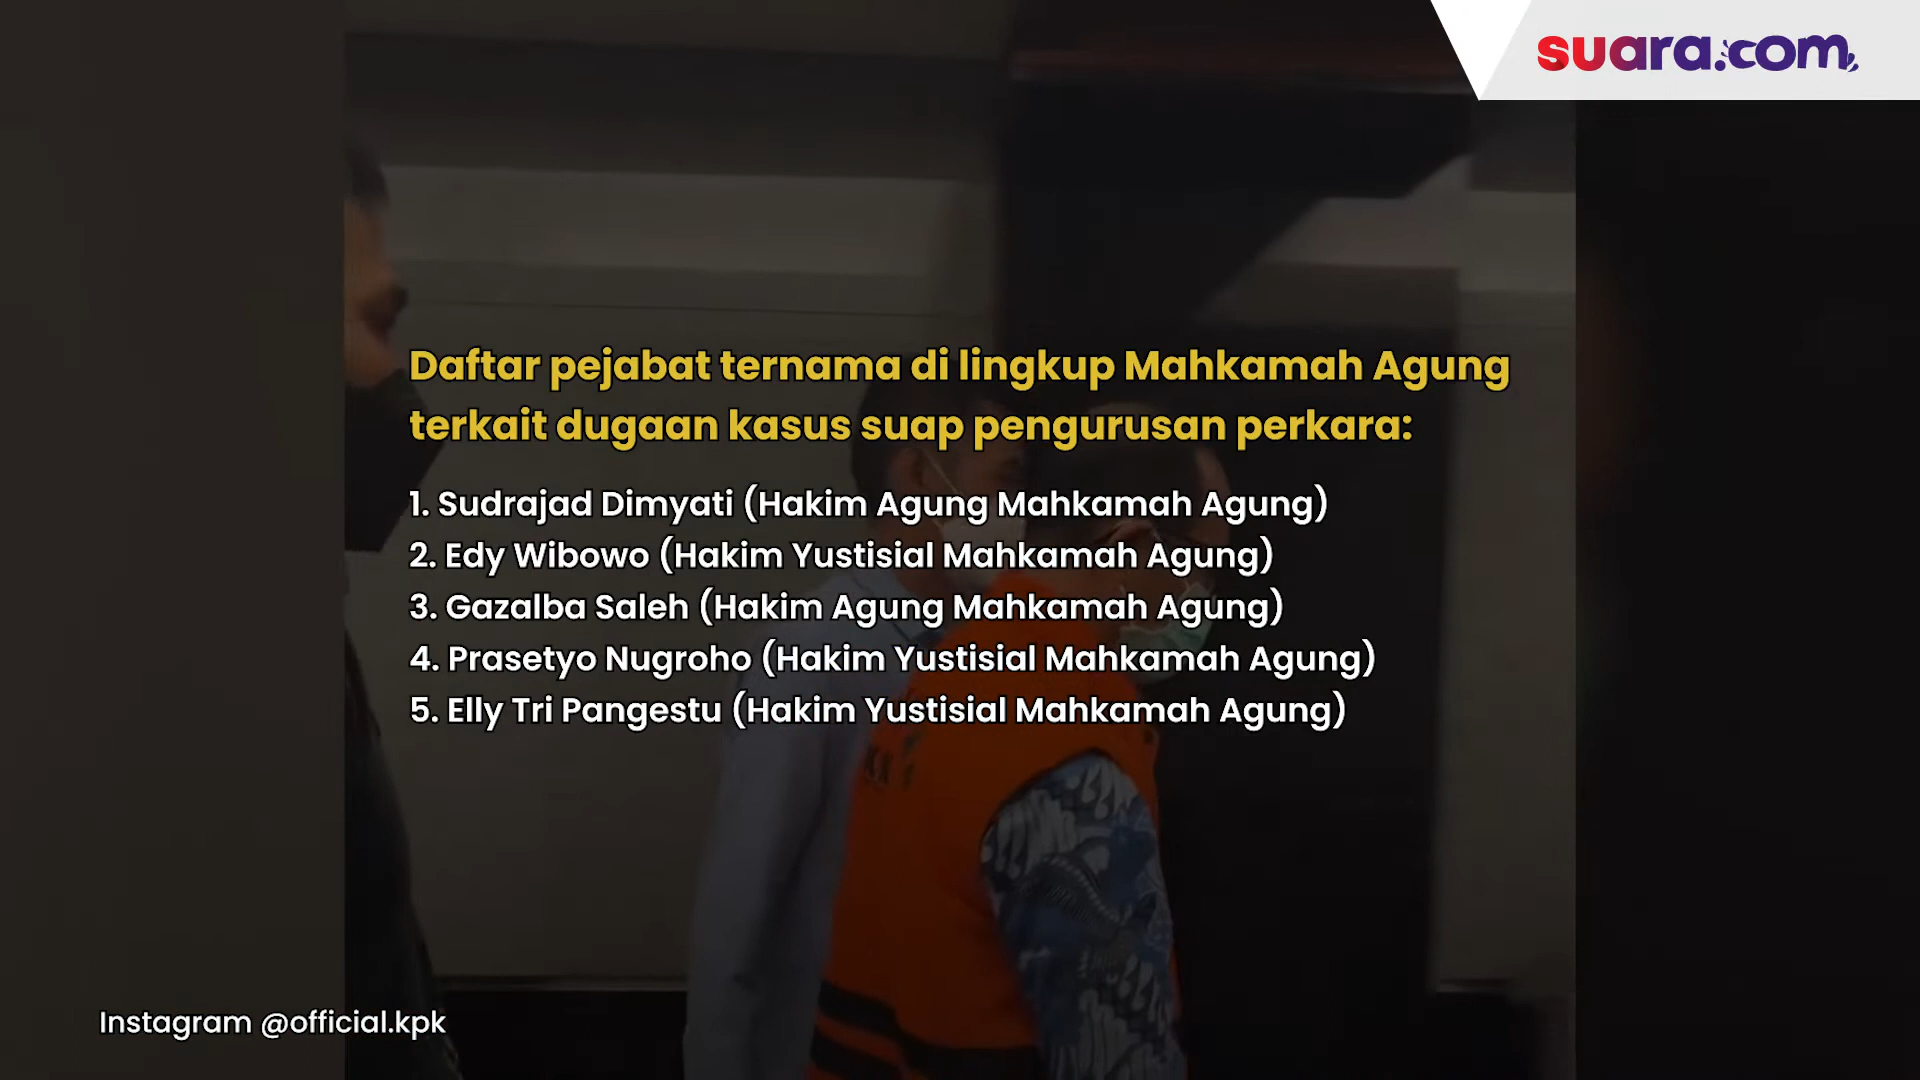 suara.com
Daftar pejabat ternama di lingkup Mahkamah Agung
terkait dugaan kasus suap pengurusan perkara:
1. Sudrajad Dimyati (Hakim Agung Mahkamah Agung)
2. Edy Wibowo (Hakim Yustisial Mahkamah Agung)
3. Gazalba Saleh (Hakim Agung Mahkamah Agung)
4. Prasetyo Nugroho (Hakim Yustisial Mahkamah Agung)
5. Elly Tri Pangestu (Hakim Yustisial Mahkamah Agung)
Instagram @official.kpk